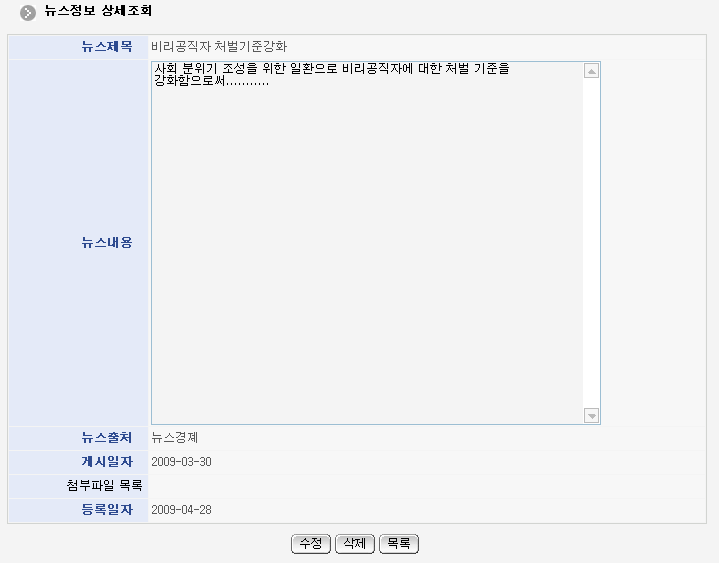 뉴스정보 상세조회
뉴스제목 비리공직자 처벌기준강화
뉴스내용
사회 분위기 조성을 위한 일환으로 비리공직자에 대한 처벌 기준을
강화함으로써...........
뉴스출처 뉴스경제
게시일자 2009-03-30
첨부파일 목록
등록일자 2009-04-28
수정 삭제 목록